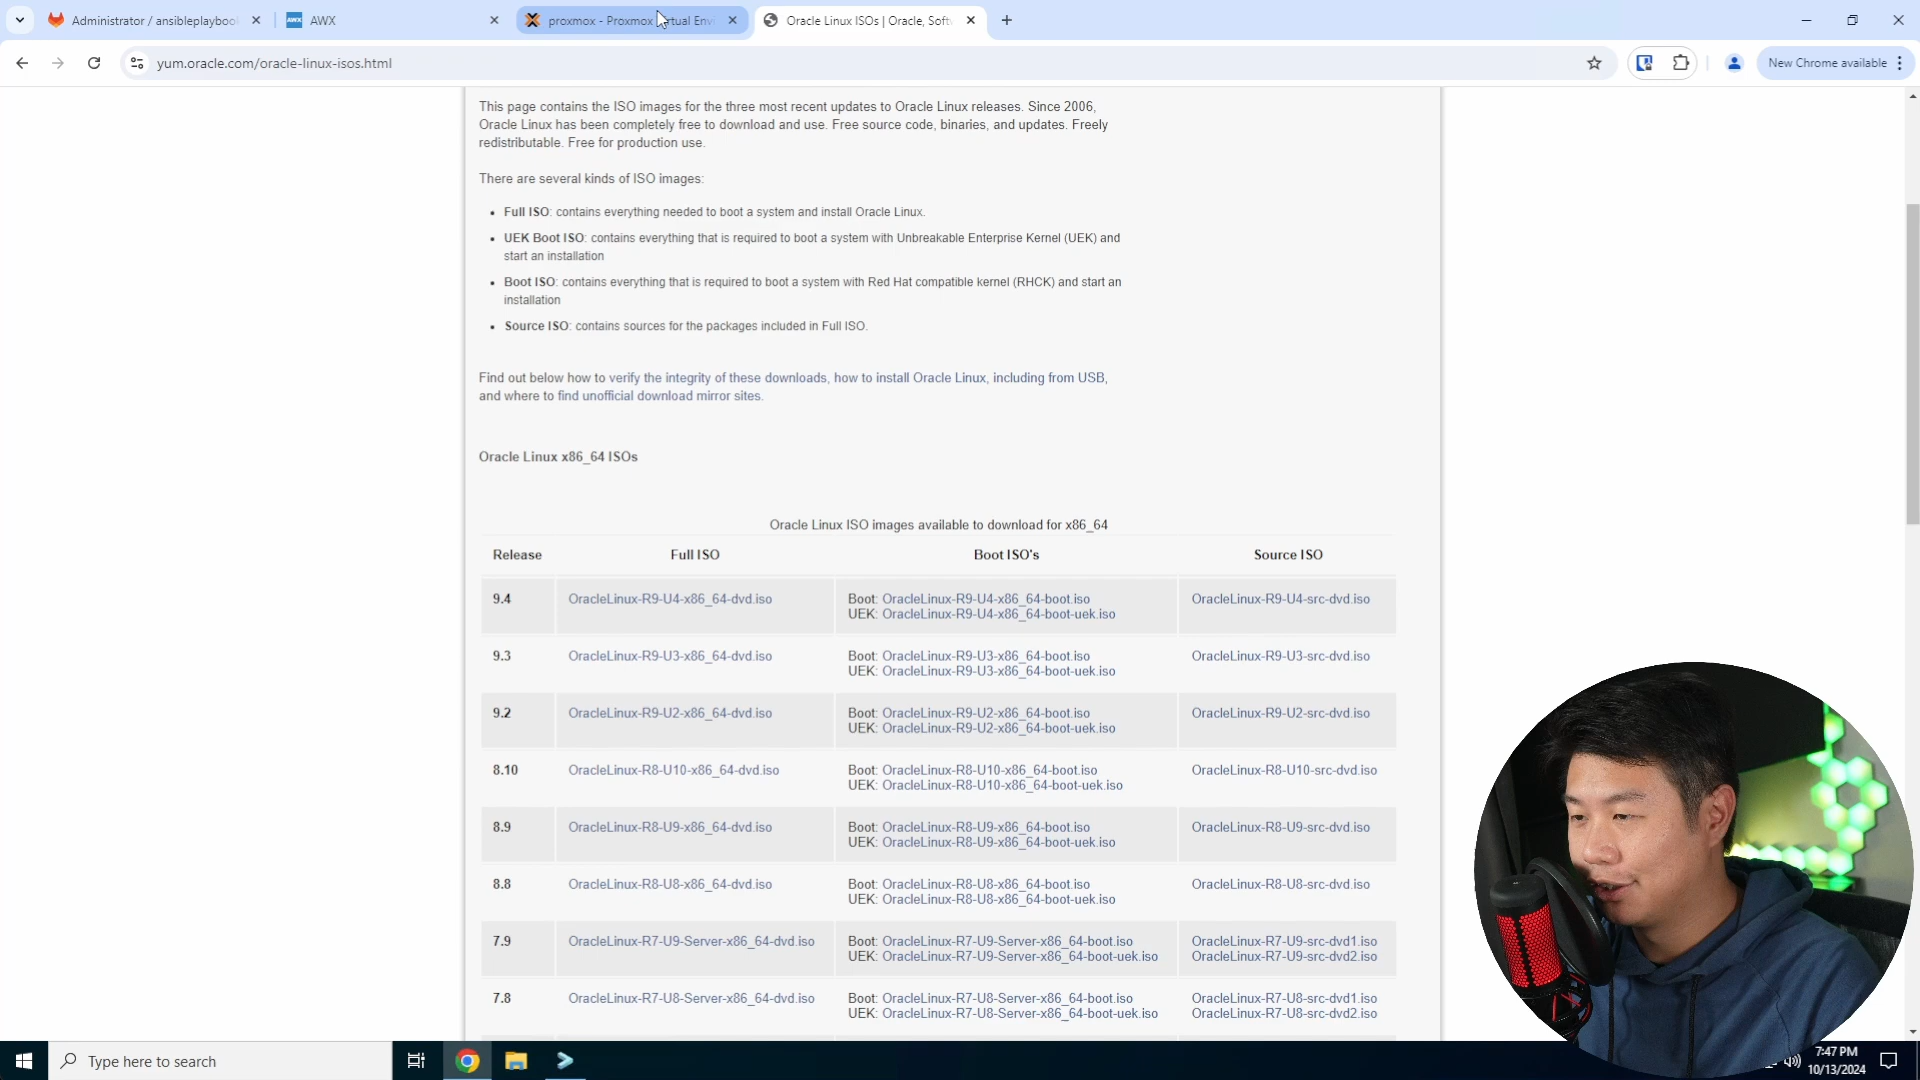 Administrator / ansibleplaybook
AWX
proxmox - Proxmox Virtual Envi
Oracle Linux ISOs | Oracle, Softw
yum.oracle.com/oracle-linux-isos.html
New Chrome available
This page contains the ISO images for the three most recent updates to Oracle Linux releases. Since 2006,
Oracle Linux has been completely free to download and use. Free source code, binaries, and updates. Freely
redistributable. Free for production use.
There are several kinds of ISO images:
• Full ISO: contains everything needed to boot a system and install Oracle Linux.
• UEK Boot ISO: contains everything that is required to boot a system with Unbreakable Enterprise Kernel (UEK) and
start an installation
• Boot ISO: contains everything that is required to boot a system with Red Hat compatible kernel (RHCK) and start an
installation
• Source ISO: contains sources for the packages included in Full ISO.
Find out below how to verify the integrity of these downloads, how to install Oracle Linux, including from USB,
and where to find unofficial download mirror sites.
Oracle Linux x86_64 ISOs
Oracle Linux ISO images available to download for x86_64
Release Full ISO Boot ISO's Source ISO
9.4 OracleLinux-R9-U4-x86_64-dvd.iso Boot: OracleLinux-R9-U4-x86_64-boot.iso OracleLinux-R9-U4-src-dvd.iso
UEK: OracleLinux-R9-U4-x86_64-boot-uek.iso
9.3 OracleLinux-R9-U3-x86_64-dvd.iso Boot: OracleLinux-R9-U3-x86_64-boot.iso OracleLinux-R9-U3-src-dvd.iso
UEK: OracleLinux-R9-U3-x86_64-boot-uek.iso
9.2 OracleLinux-R9-U2-x86_64-dvd.iso Boot: OracleLinux-R9-U2-x86_64-boot.iso OracleLinux-R9-U2-src-dvd.iso
UEK: OracleLinux-R9-U2-x86_64-boot-uek.iso
8.10 OracleLinux-R8-U10-x86_64-dvd.iso Boot: OracleLinux-R8-U10-x86_64-boot.iso OracleLinux-R8-U10-src-dvd.iso
UEK: OracleLinux-R8-U10-x86_64-boot-uek.iso
8.9 OracleLinux-R8-U9-x86_64-dvd.iso Boot: OracleLinux-R8-U9-x86_64-boot.iso OracleLinux-R8-U9-src-dvd.iso
UEK: OracleLinux-R8-U9-x86_64-boot-uek.iso
8.8 OracleLinux-R8-U8-x86_64-dvd.iso Boot: OracleLinux-R8-U8-x86_64-boot.iso OracleLinux-R8-U8-src-dvd.iso
UEK: OracleLinux-R8-U8-x86_64-boot-uek.iso
7.9 OracleLinux-R7-U9-Server-x86_64-dvd.iso Boot: OracleLinux-R7-U9-Server-x86_64-boot.iso OracleLinux-R7-U9-src-dvd1.iso
UEK: OracleLinux-R7-U9-Server-x86_64-boot-uek.iso OracleLinux-R7-U9-src-dvd2.iso
7.8 OracleLinux-R7-U8-Server-x86_64-dvd.iso Boot: OracleLinux-R7-U8-Server-x86_64-boot.iso OracleLinux-R7-U8-src-dvd1.iso
UEK: OracleLinux-R7-U8-Server-x86_64-boot-uek.iso OracleLinux-R7-U8-src-dvd2.iso
Type here to search
7:47 PM
10/13/2024